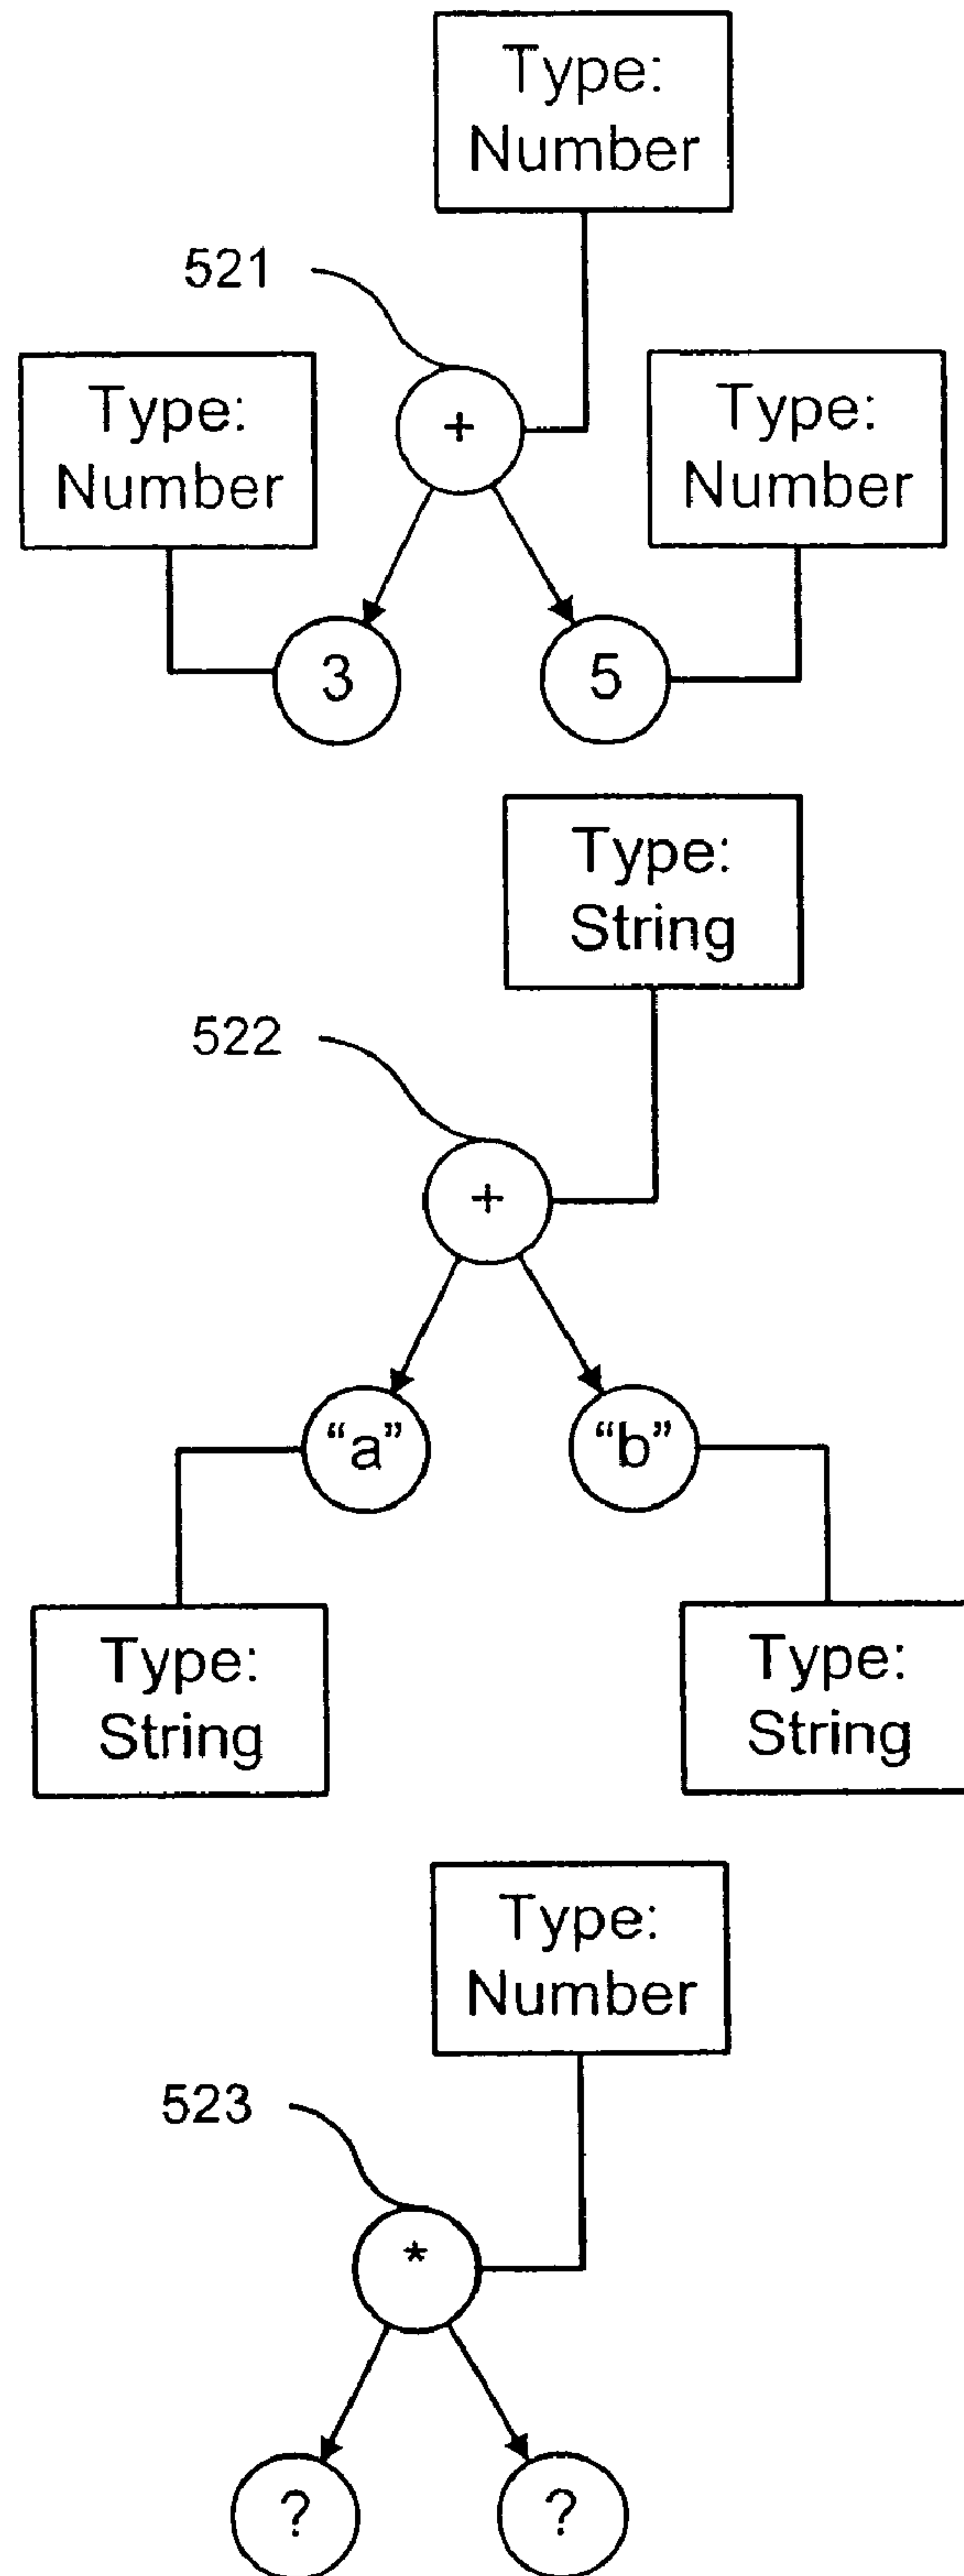 Type:
Number
521
Type:
Number
+
Type:
Number
3
5
Type:
String
522
+
“a”
“b”
Type:
String
Type:
String
Type:
Number
523
*
?
?